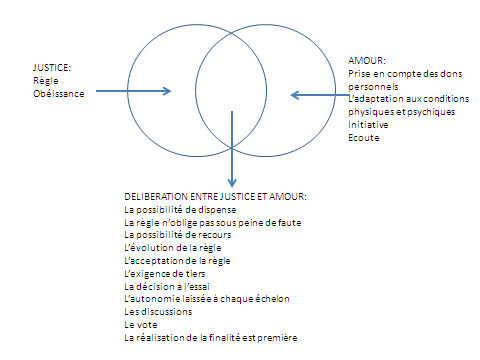 JUSTICE:
Règle
Obéissance
AMOUR:
Prise en compte des dons
personnels
L'adaptation aux conditions
physiques et psychiques
Initiative
Ecoute
DELIBERATION ENTRE JUSTICE ET AMOUR:
La possibilité de dispense
La règle n'oblige pas sous peine de faute
La possibilité de recours
L'évolution de la règle
L'acceptation de la règle
L'exigence de tiers
La décision à l'essai
L'autonomie laissée à chaque échelon
Les discussions
Le vote
La réalisation de la finalité est première